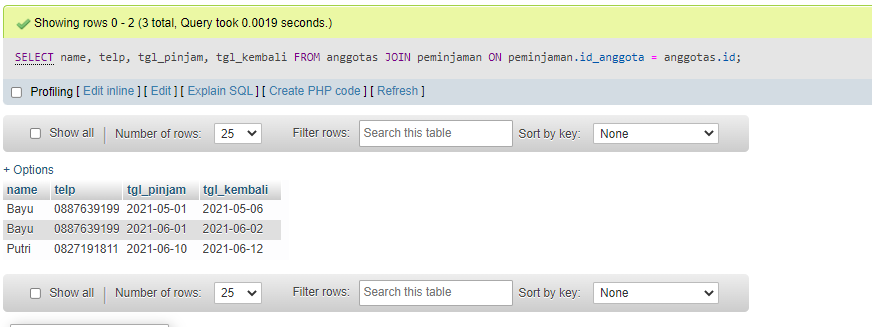 Showing rows 0 - 2 (3 total, Query took 0.0019 seconds.)
SELECT name, telp, tgl_pinjam, tgl_kembali FROM anggotas JOIN peminjaman ON peminjaman.id_anggota = anggotas.id;
Profiling [ Edit inline ] [ Edit ] [ Explain SQL ] [ Create PHP code ] [ Refresh ]
Show all | Number of rows: 25 Filter rows: Search this table Sort by key: None
+ Options
name telp tgl_pinjam tgl_kembali
Bayu 0887639199 2021-05-01 2021-05-06
Bayu 0887639199 2021-06-01 2021-06-02
Putri 0827191811 2021-06-10 2021-06-12
Show all | Number of rows: 25 Filter rows: Search this table Sort by key: None